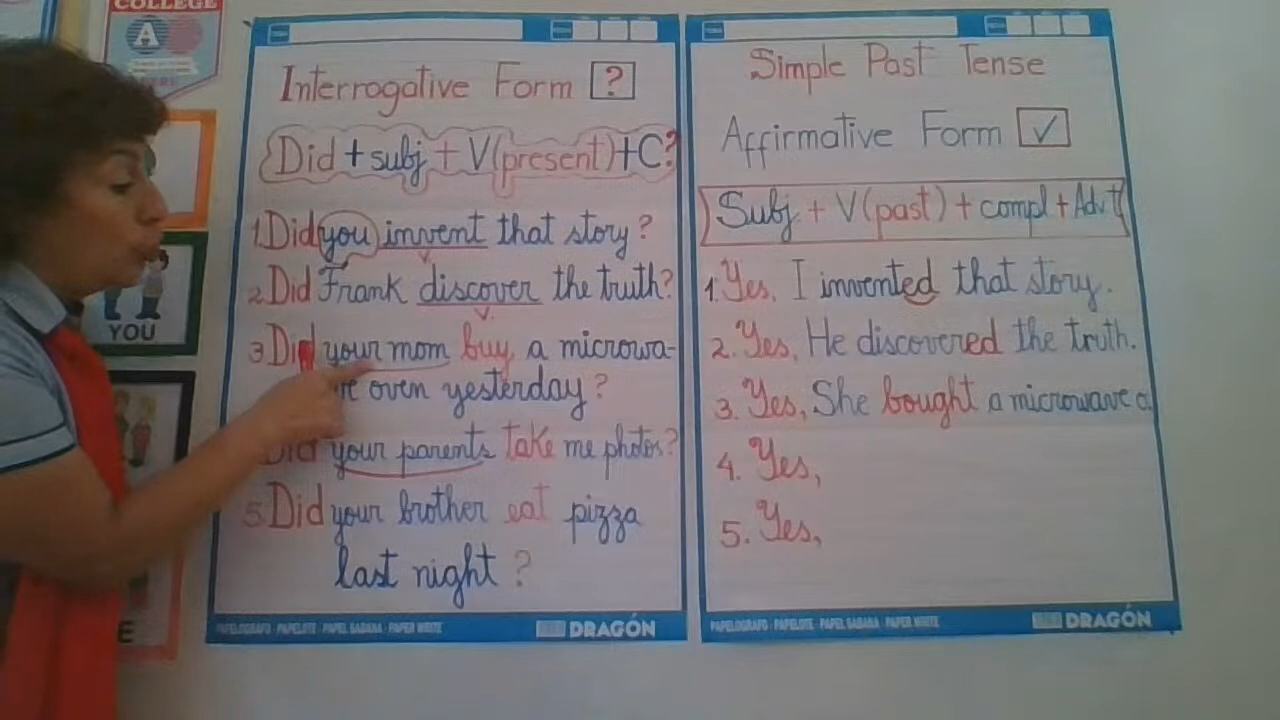 COLLEGE
A
YOU
E
Interrogative Form ?
Did + subj + V(present) + C?
1. Did you invent that story?
2. Did Frank discover the truth?
3. Did your mom buy a microwa-
ve oven yesterday?
Did your parents take me photos?
5. Did your brother eat pizza
last night?
PAPELOGRAFO · PAPELOTE · PAPEL SABANA · PAPER WRITE DRAGÓN
Simple Past Tense
Affirmative Form ✓
Subj. + V(past) + compl + Adv T
1. Yes, I invented that story.
2. Yes, He discovered the truth.
3. Yes, She bought a microwave o
4. Yes,
5. Yes,
PAPELOGRAFO · PAPELOTE · PAPEL SABANA · PAPER WRITE DRAGÓN